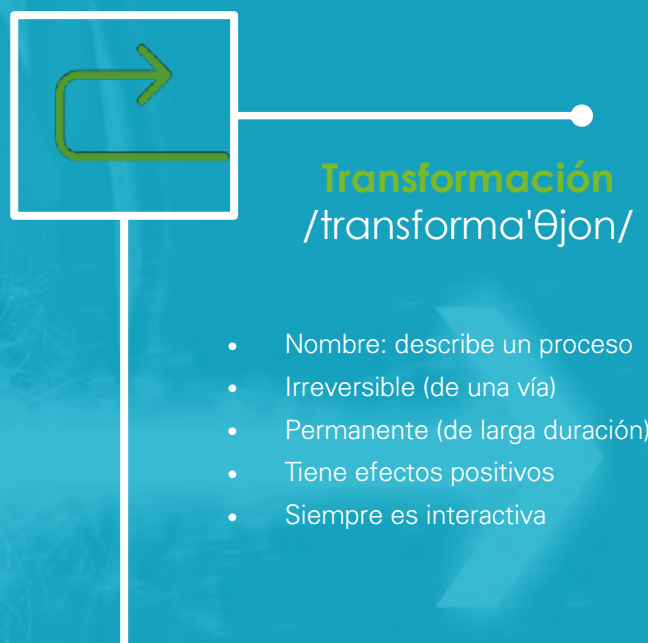 Transformación
/transforma'θjon/
• Nombre: describe un proceso
• Irreversible (de una vía)
• Permanente (de larga duración)
• Tiene efectos positivos
• Siempre es interactiva